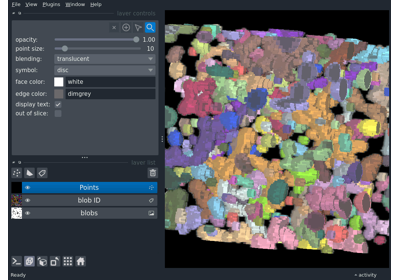 File View Plugins Window Help
layer controls
opacity: 1.00
point size: 10
blending: translucent
symbol: disc
face color: white
edge color: dimgrey
display text:
out of slice:
layer list
Points
blob ID
blobs
Ready activity